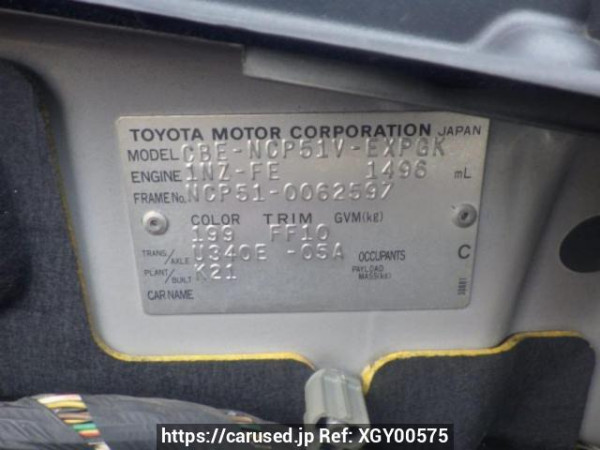 TOYOTA MOTOR CORPORATION JAPAN
MODEL CBE-NCP51V-EXPGK
ENGINE 1NZ-FE 1496 mL
FRAME No. NCP51-0062597
COLOR TRIM GVM(kg)
199 FF10
TRANS./AXLE U340E -05A OCCUPANTS C
PLANT/BUILT K21 PAYLOAD MASS(kg)
CAR NAME
https://carused.jp Ref: XGY00575